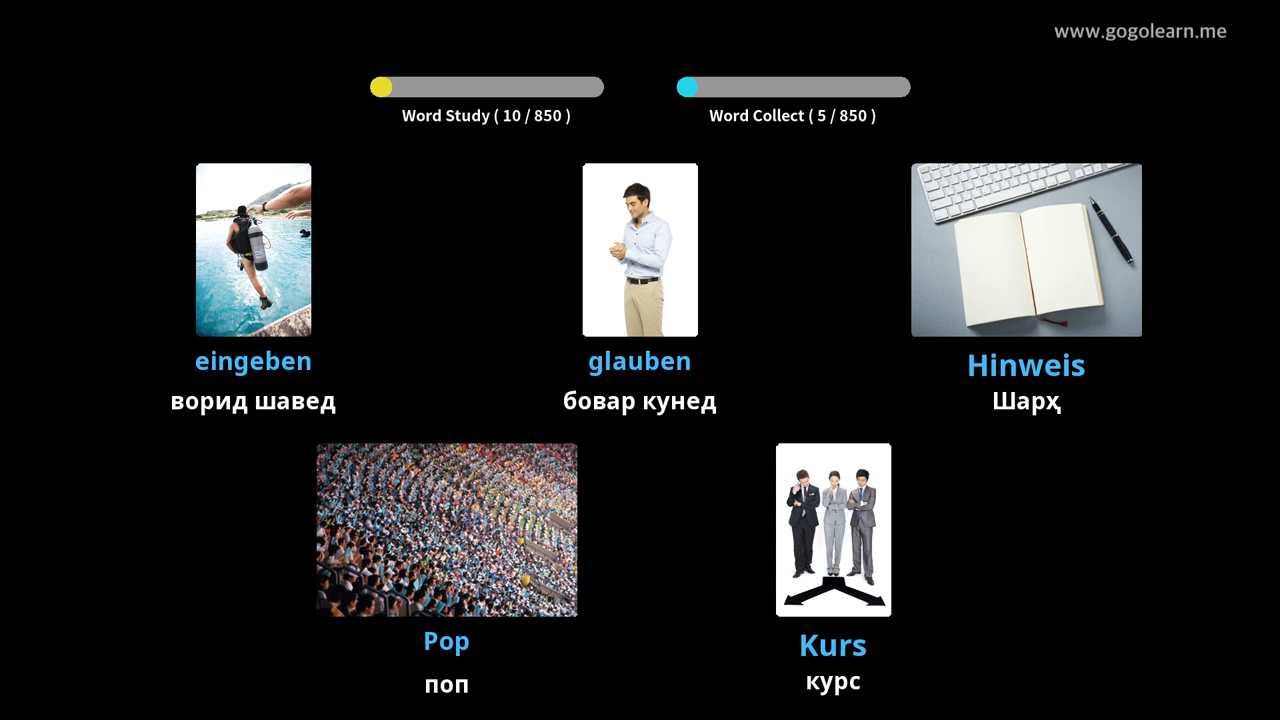 www.gogolearn.me
Word Study ( 10 / 850 )
Word Collect ( 5 / 850 )
eingeben
glauben
Hinweis
ворид шавед
бовар кунед
Шарҳ
Pop
Kurs
поп
курс